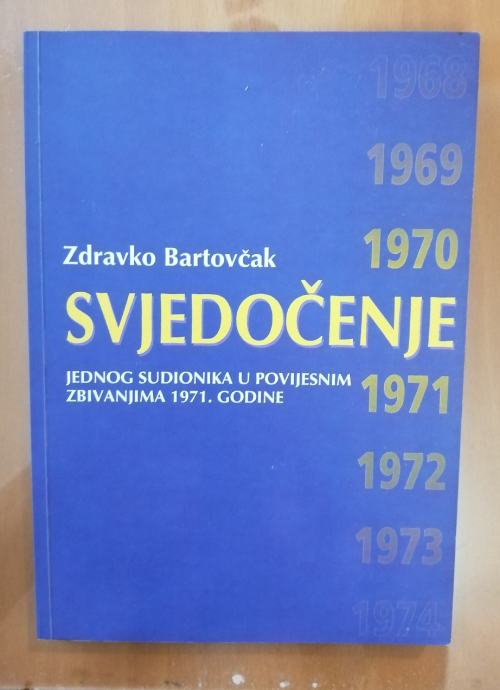 1968
1969
1970
Zdravko Bartovčak
SVJEDOČENJE
JEDNOG SUDIONIKA U POVIJESNIM
ZBIVANJIMA 1971. GODINE
1971
1972
1973
1974